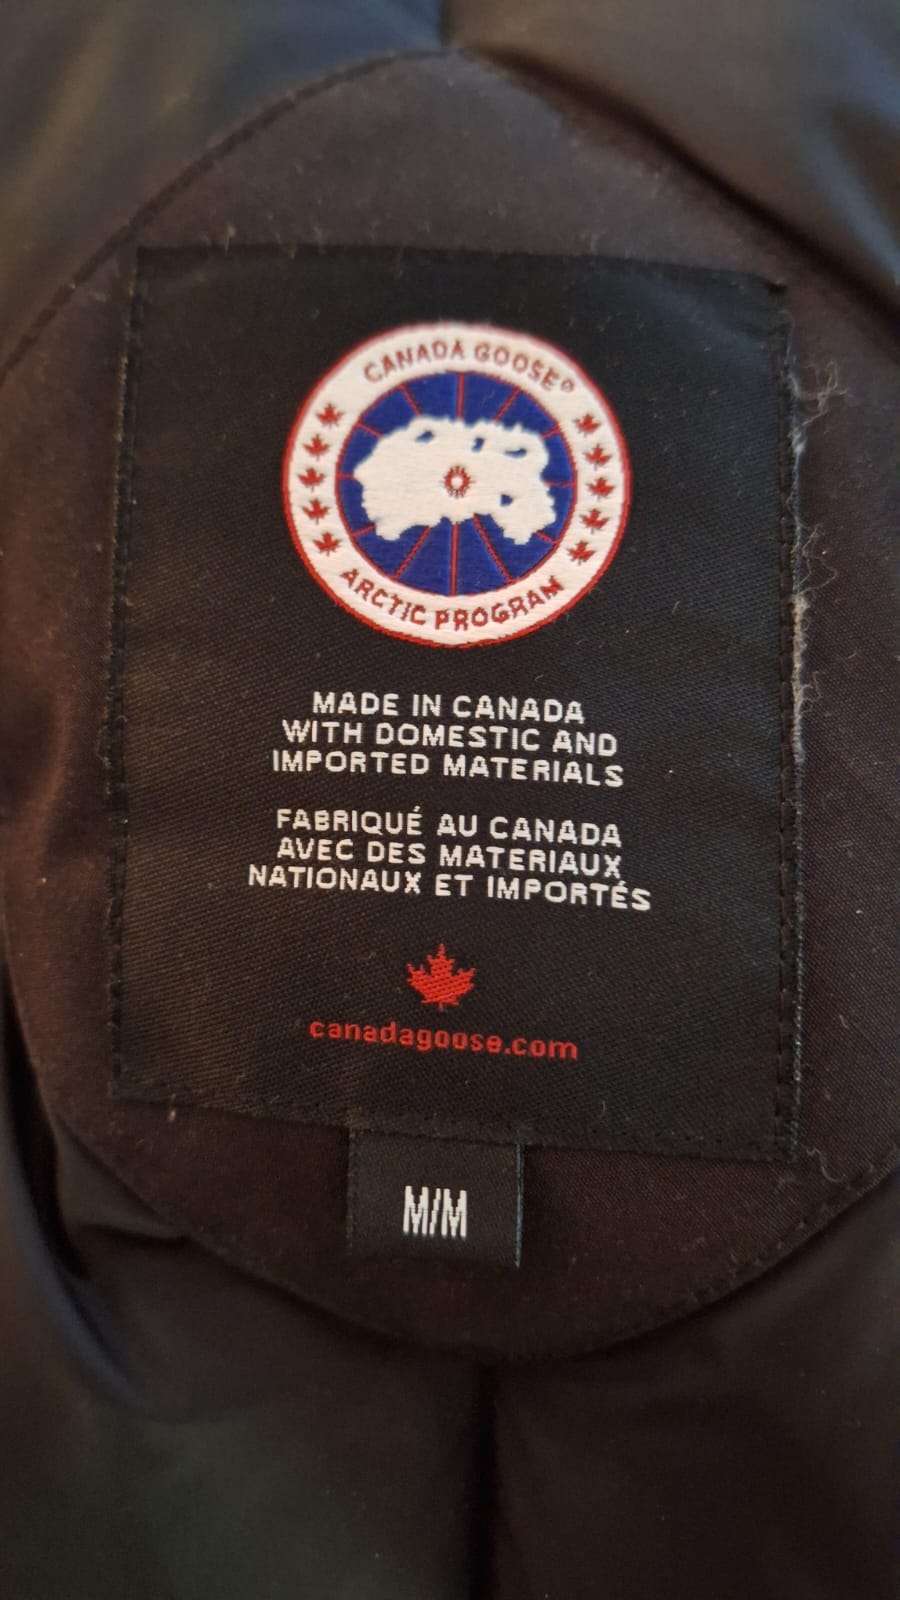 CANADA GOOSE®
ARCTIC PROGRAM
MADE IN CANADA
WITH DOMESTIC AND
IMPORTED MATERIALS
FABRIQUÉ AU CANADA
AVEC DES MATERIAUX
NATIONAUX ET IMPORTÉS
canadagoose.com
M/M